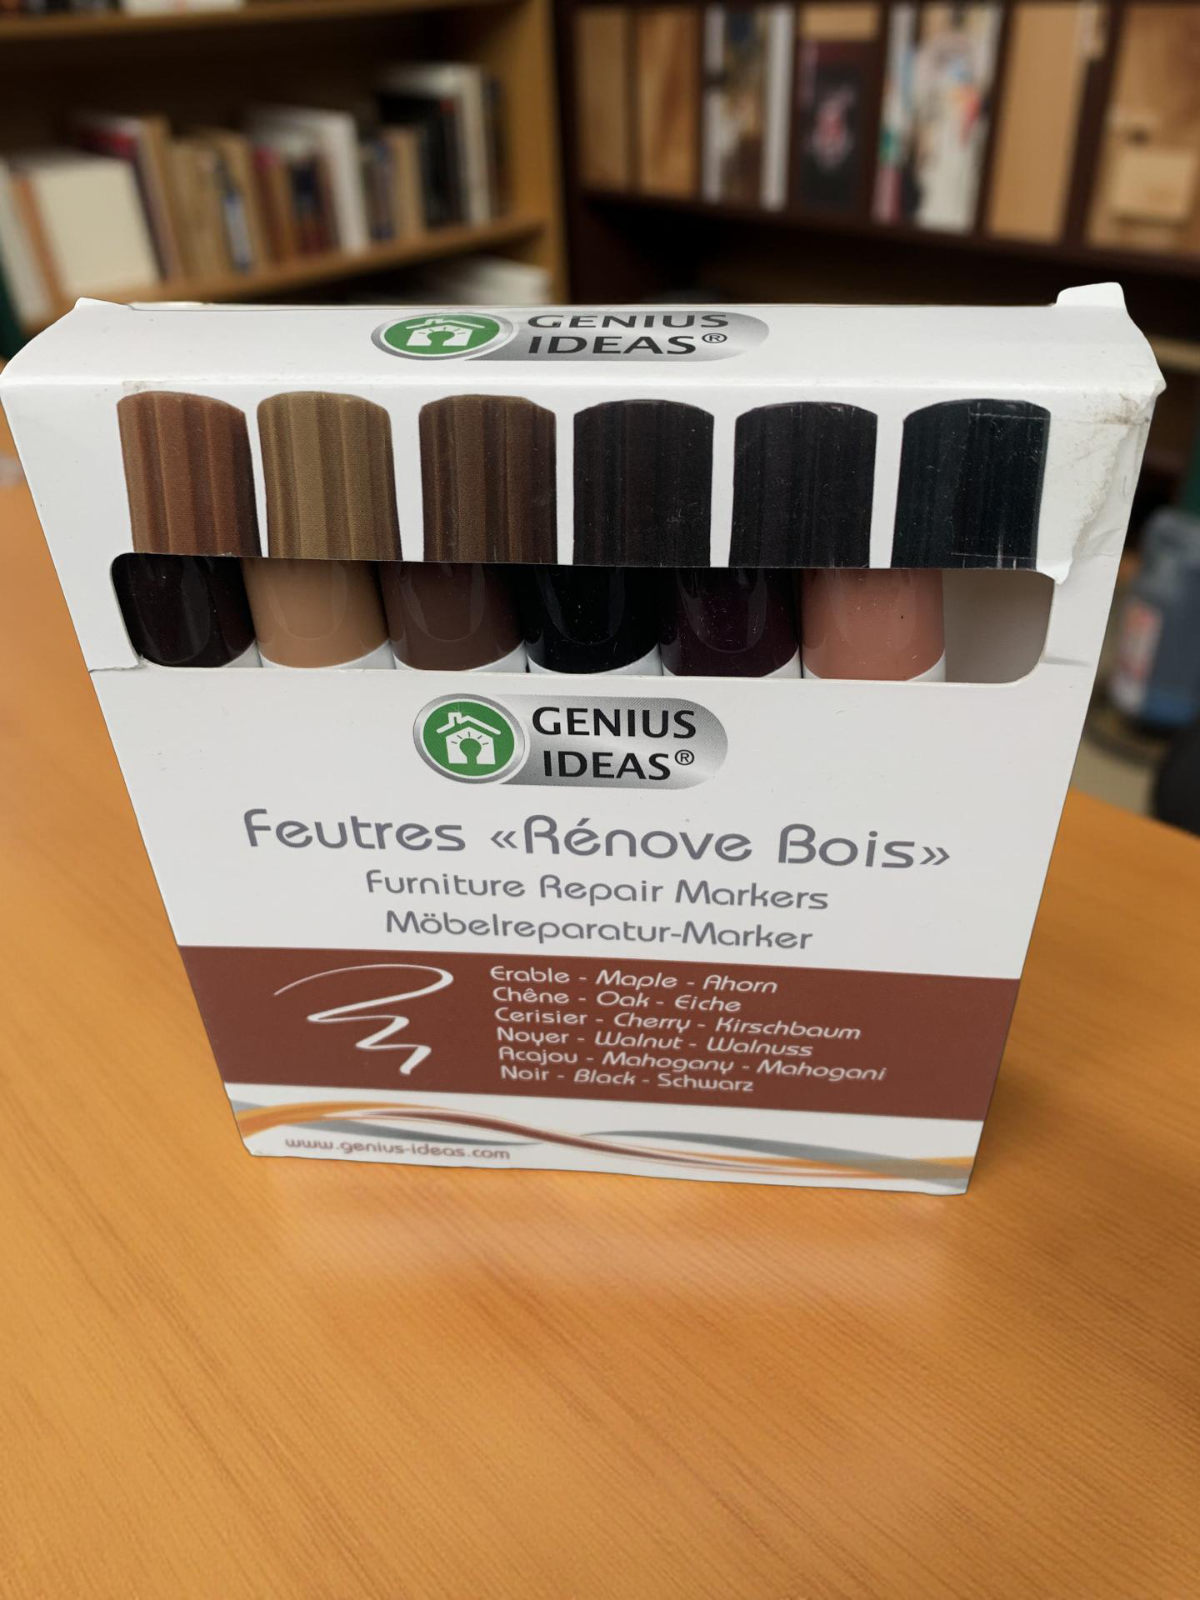 GENIUS
IDEAS®
GENIUS
IDEAS®
Feutres «Rénove Bois»
Furniture Repair Markers
Möbelreparatur-Marker
Erable - Maple - Ahorn
Chêne - Oak - Eiche
Cerisier - Cherry - Kirschbaum
Noyer - Walnut - Walnuss
Acajou - Mahogany - Mahogani
Noir - Black - Schwarz
www.genius-ideas.com